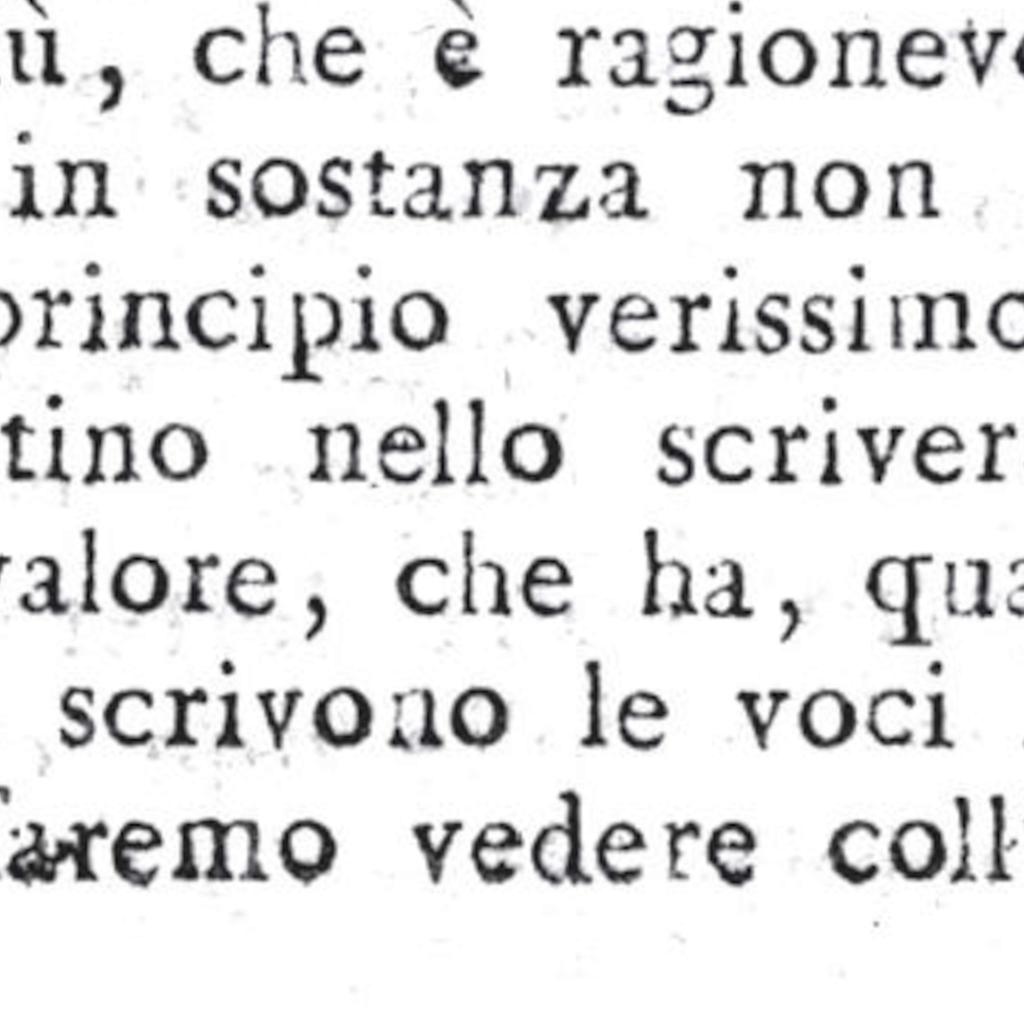 ù, che è ragionev
in sostanza non
principio verissimo
tino nello scriver
valore, che ha, qua
scrivono le voci
faremo vedere coll